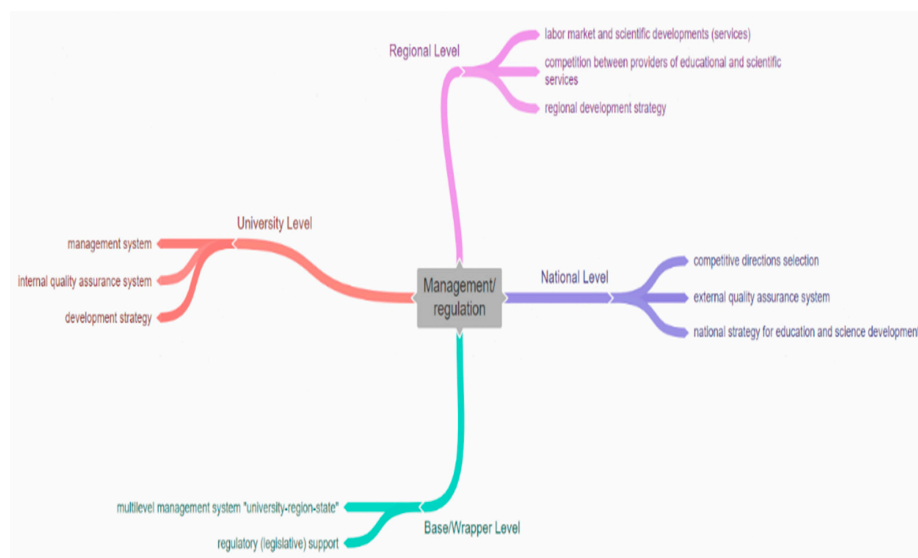 Regional Level
labor market and scientific developments (services)
competition between providers of educational and scientific
services
regional development strategy
University Level
management system
internal quality assurance system
development strategy
Management/
regulation
National Level
competitive directions selection
external quality assurance system
national strategy for education and science development
multilevel management system "university-region-state"
regulatory (legislative) support
Base/Wrapper Level